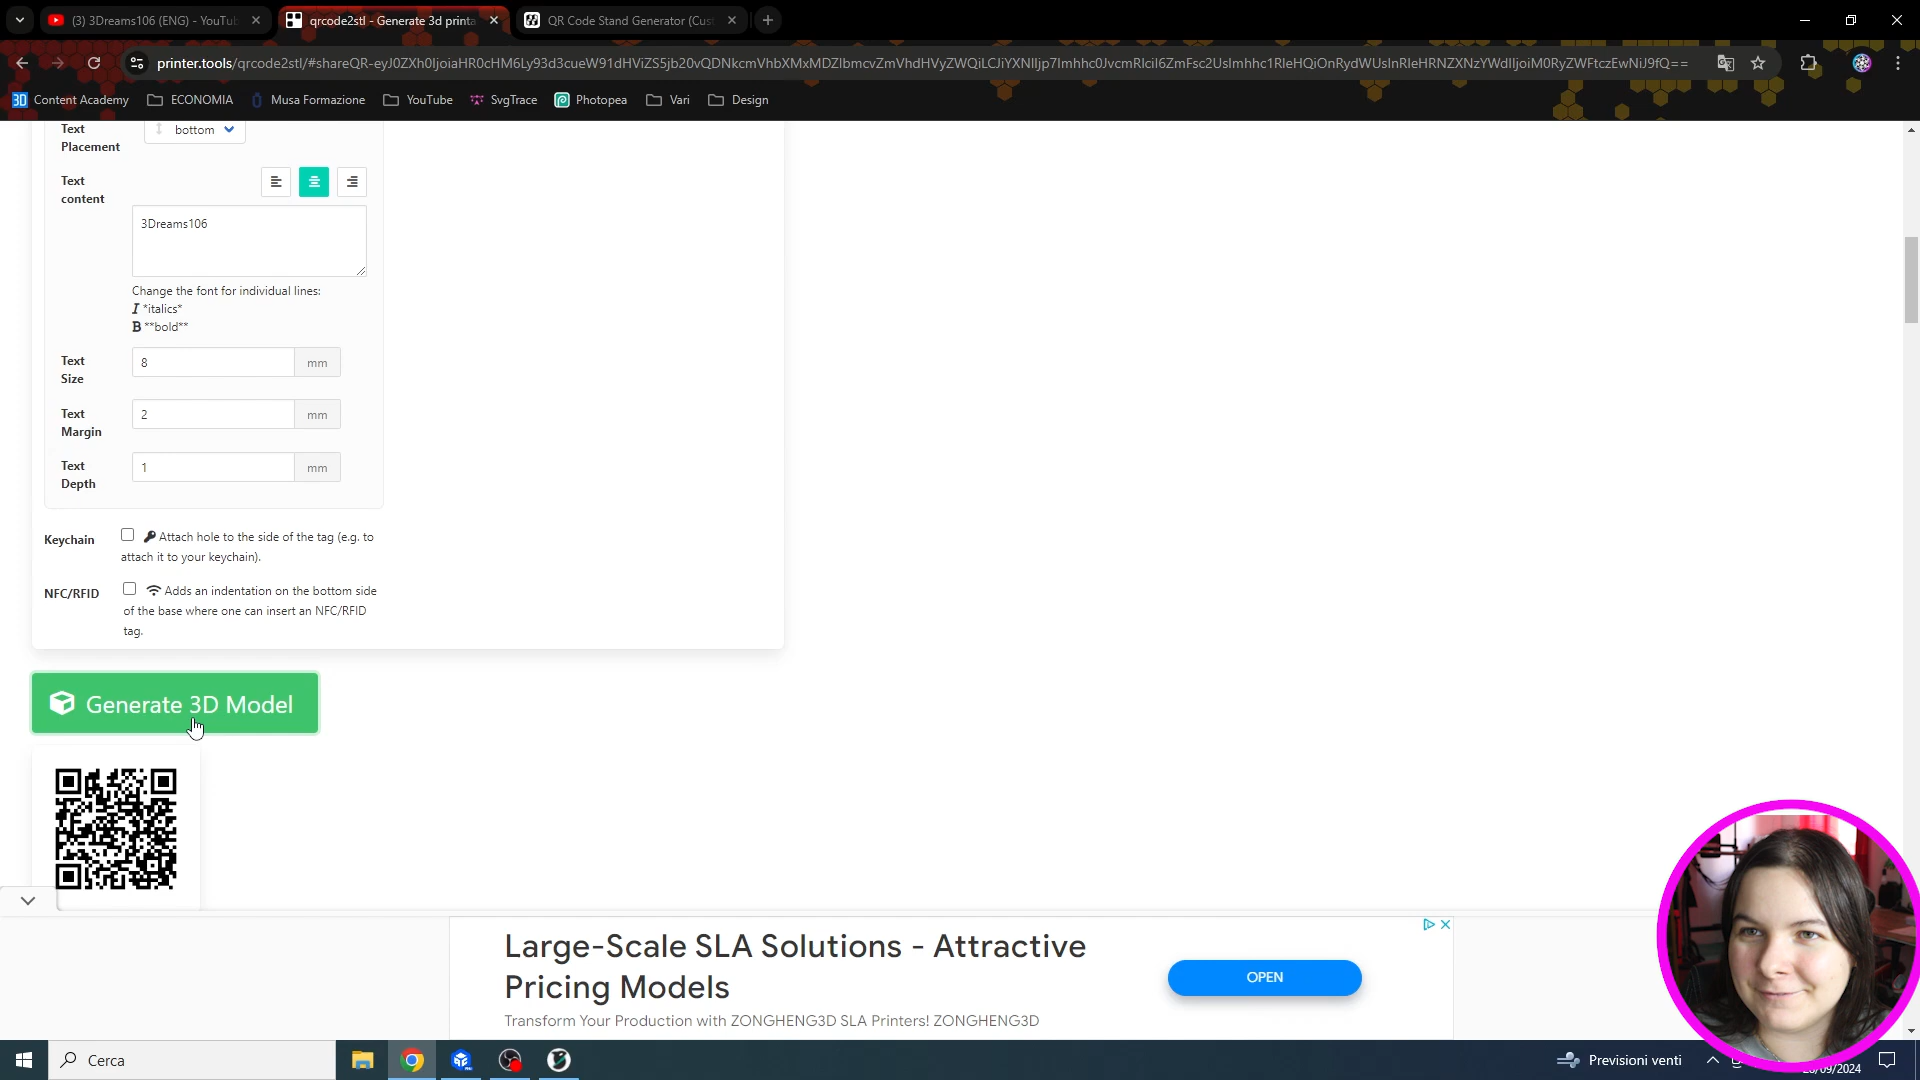 (3) 3Dreams106 (ENG) - YouTu
qrcode2stl - Generate 3d printa
QR Code Stand Generator (Cus
printer.tools/qrcode2stl/#shareQR-
Content Academy
ECONOMIA
Musa Formazione
YouTube
SvgTrace
Photopea
Vari
Design
Text Placement
bottom
Text content
3Dreams106
Change the font for individual lines:
I *italics*
B **bold**
Text Size
8 mm
Text Margin
2 mm
Text Depth
1 mm
Keychain
Attach hole to the side of the tag (e.g. to
attach it to your keychain).
NFC/RFID
Adds an indentation on the bottom side
of the base where one can insert an NFC/RFID
tag.
Generate 3D Model
Large-Scale SLA Solutions - Attractive
Pricing Models
Transform Your Production with ZONGHENG3D SLA Printers! ZONGHENG3D
OPEN
Cerca
Previsioni venti
/09/2024